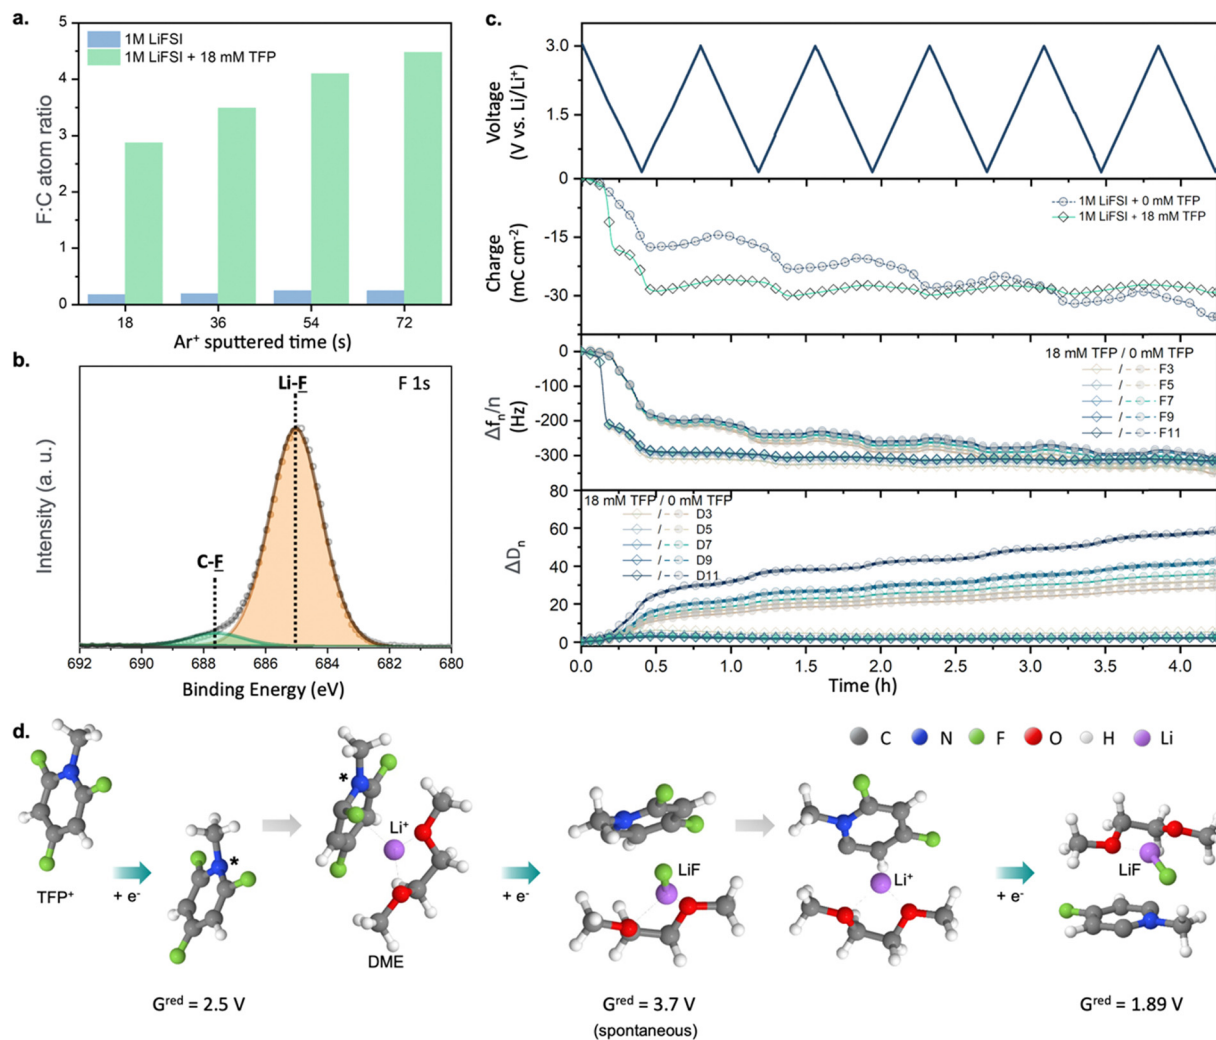 a.
5
4
3
2
1
0
F:C atom ratio
1M LiFSI
1M LiFSI + 18 mM TFP
18 36 54 72
Ar⁺ sputtered time (s)
b.
F 1s
Li-F
C-F
Intensity (a. u.)
692 690 688 686 684 682 680
Binding Energy (eV)
c.
3.0
1.5
0
Voltage
(V vs. Li/Li⁺)
-15
-30
Charge
(mC cm⁻²)
1M LiFSI + 0 mM TFP
1M LiFSI + 18 mM TFP
0
-100
-200
-300
Δfₙ/n
(Hz)
18 mM TFP / 0 mM TFP
/ F3
/ F5
/ F7
/ F9
/ F11
80
60
40
20
0
ΔDₙ
18 mM TFP / 0 mM TFP
/ D3
/ D5
/ D7
/ D9
/ D11
0.0 0.5 1.0 1.5 2.0 2.5 3.0 3.5 4.0
Time (h)
d.
C N F O H Li
TFP⁺
+ e⁻
*
*
Li⁺
DME
+ e⁻
LiF
Li⁺
+ e⁻
LiF
Gʳᵉᵈ = 2.5 V
Gʳᵉᵈ = 3.7 V
(spontaneous)
Gʳᵉᵈ = 1.89 V